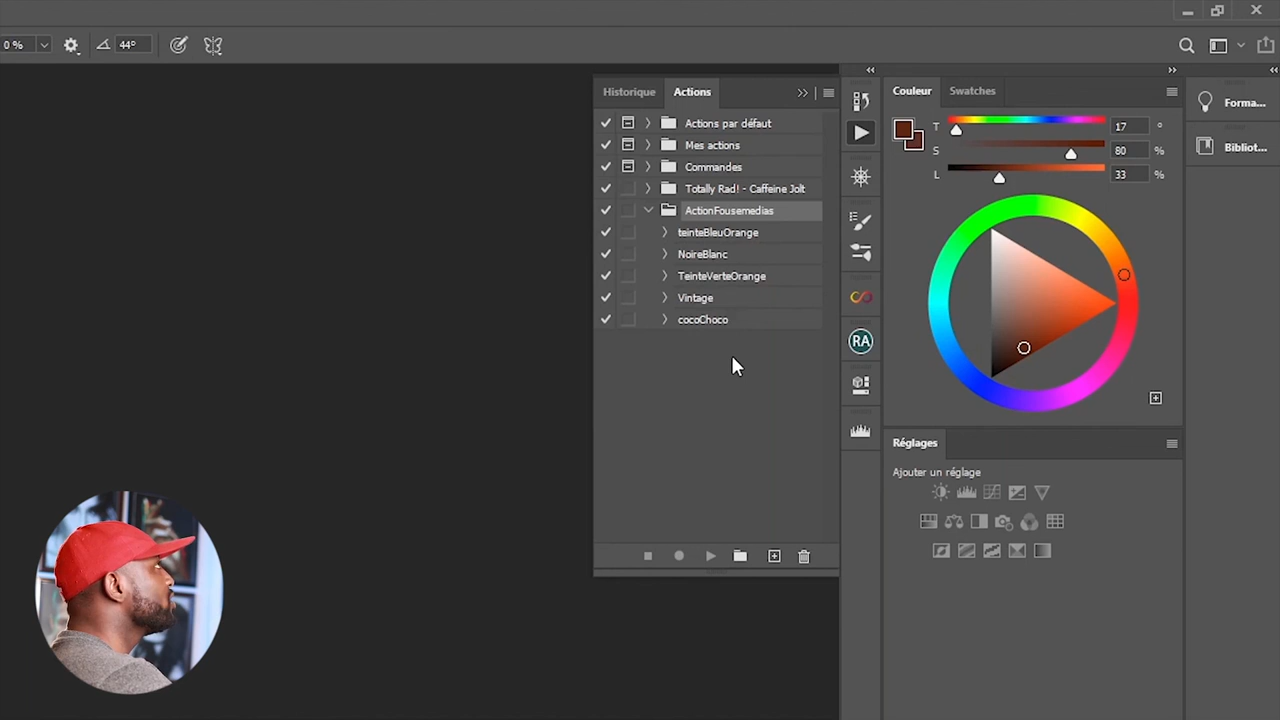 0 %
44°
Historique
Actions
Actions par défaut
Mes actions
Commandes
Totally Rad! - Caffeine Jolt
ActionFousemedias
teinteBleuOrange
NoireBlanc
TeinteVerteOrange
Vintage
cocoChoco
RA
Couleur
Swatches
T 17 °
S 80 %
L 33 %
Réglages
Ajouter un réglage
Forma...
Bibliot...